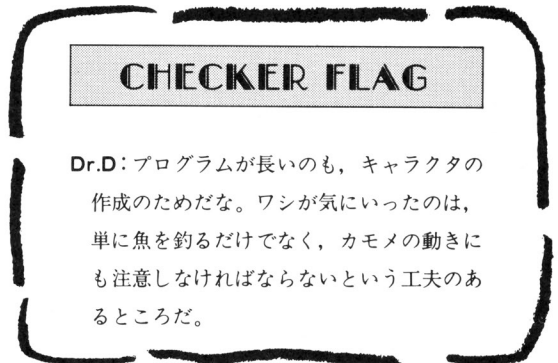 CHECKER FLAG
Dr.D：プログラムが長いのも，キャラクタの
作成のためだな。ワシが気にいったのは，
単に魚を釣るだけでなく，カモメの動きに
も注意しなければならないという工夫のあ
るところだ。